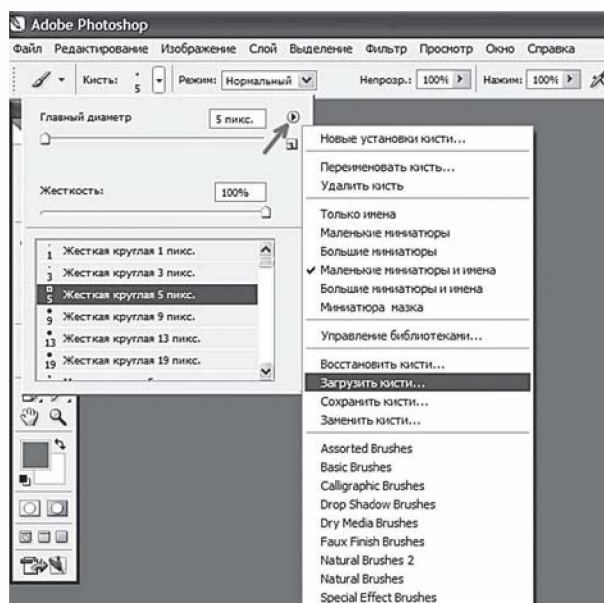 Adobe Photoshop
Файл Редактирование Изображение Слой Выделение Фильтр Просмотр Окно Справка
Кисть: 5 Режим: Нормальный Непрозр.: 100% Нажим: 100%
Главный диаметр 5 пикс.
Жесткость: 100%
1 Жесткая круглая 1 пикс.
3 Жесткая круглая 3 пикс.
5 Жесткая круглая 5 пикс.
9 Жесткая круглая 9 пикс.
13 Жесткая круглая 13 пикс.
19 Жесткая круглая 19 пикс.
Новые установки кисти...
Переименовать кисть...
Удалить кисть
Только имена
Маленькие миниатюры
Большие миниатюры
Маленькие миниатюры и имена
Большие миниатюры и имена
Миниатюра мазка
Управление библиотеками...
Восстановить кисти...
Загрузить кисти...
Сохранить кисти...
Заменить кисти...
Assorted Brushes
Basic Brushes
Calligraphic Brushes
Drop Shadow Brushes
Dry Media Brushes
Faux Finish Brushes
Natural Brushes 2
Natural Brushes
Special Effect Brushes